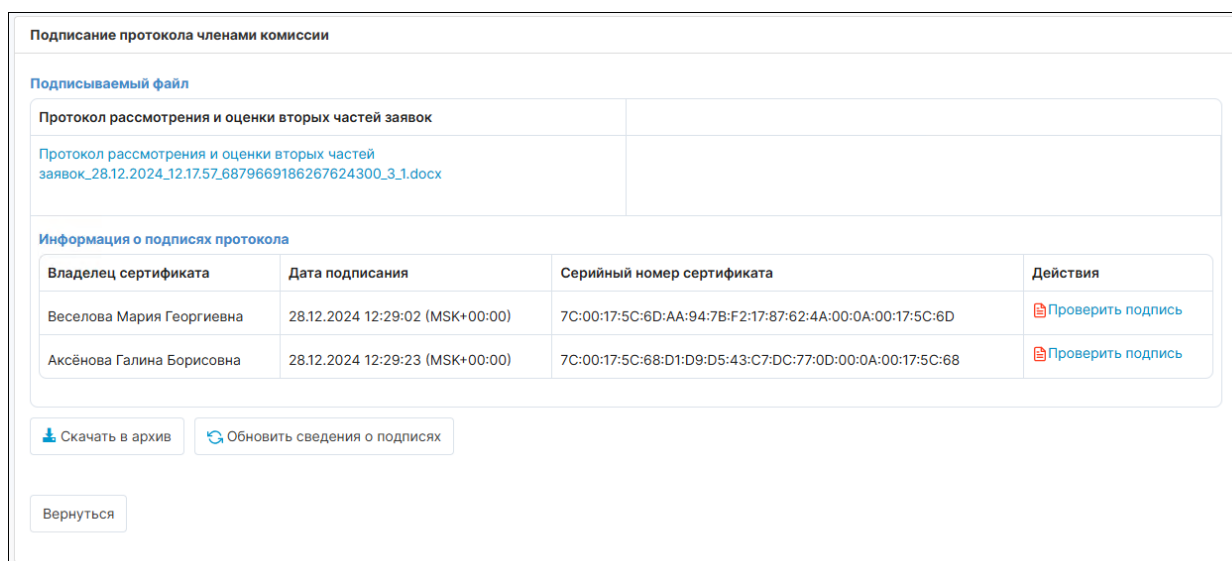 Подписание протокола членами комиссии
Подписываемый файл
Протокол рассмотрения и оценки вторых частей заявок
Протокол рассмотрения и оценки вторых частей
заявок_28.12.2024_12.17.57_6879669186267624300_3_1.docx
Информация о подписях протокола
Владелец сертификата Дата подписания Серийный номер сертификата Действия
Веселова Мария Георгиевна 28.12.2024 12:29:02 (MSK+00:00) 7C:00:17:5C:6D:AA:94:7B:F2:17:87:62:4A:00:0A:00:17:5C:6D Проверить подпись
Аксёнова Галина Борисовна 28.12.2024 12:29:23 (MSK+00:00) 7C:00:17:5C:68:D1:D9:D5:43:C7:DC:77:0D:00:0A:00:17:5C:68 Проверить подпись
Скачать в архив Обновить сведения о подписях
Вернуться